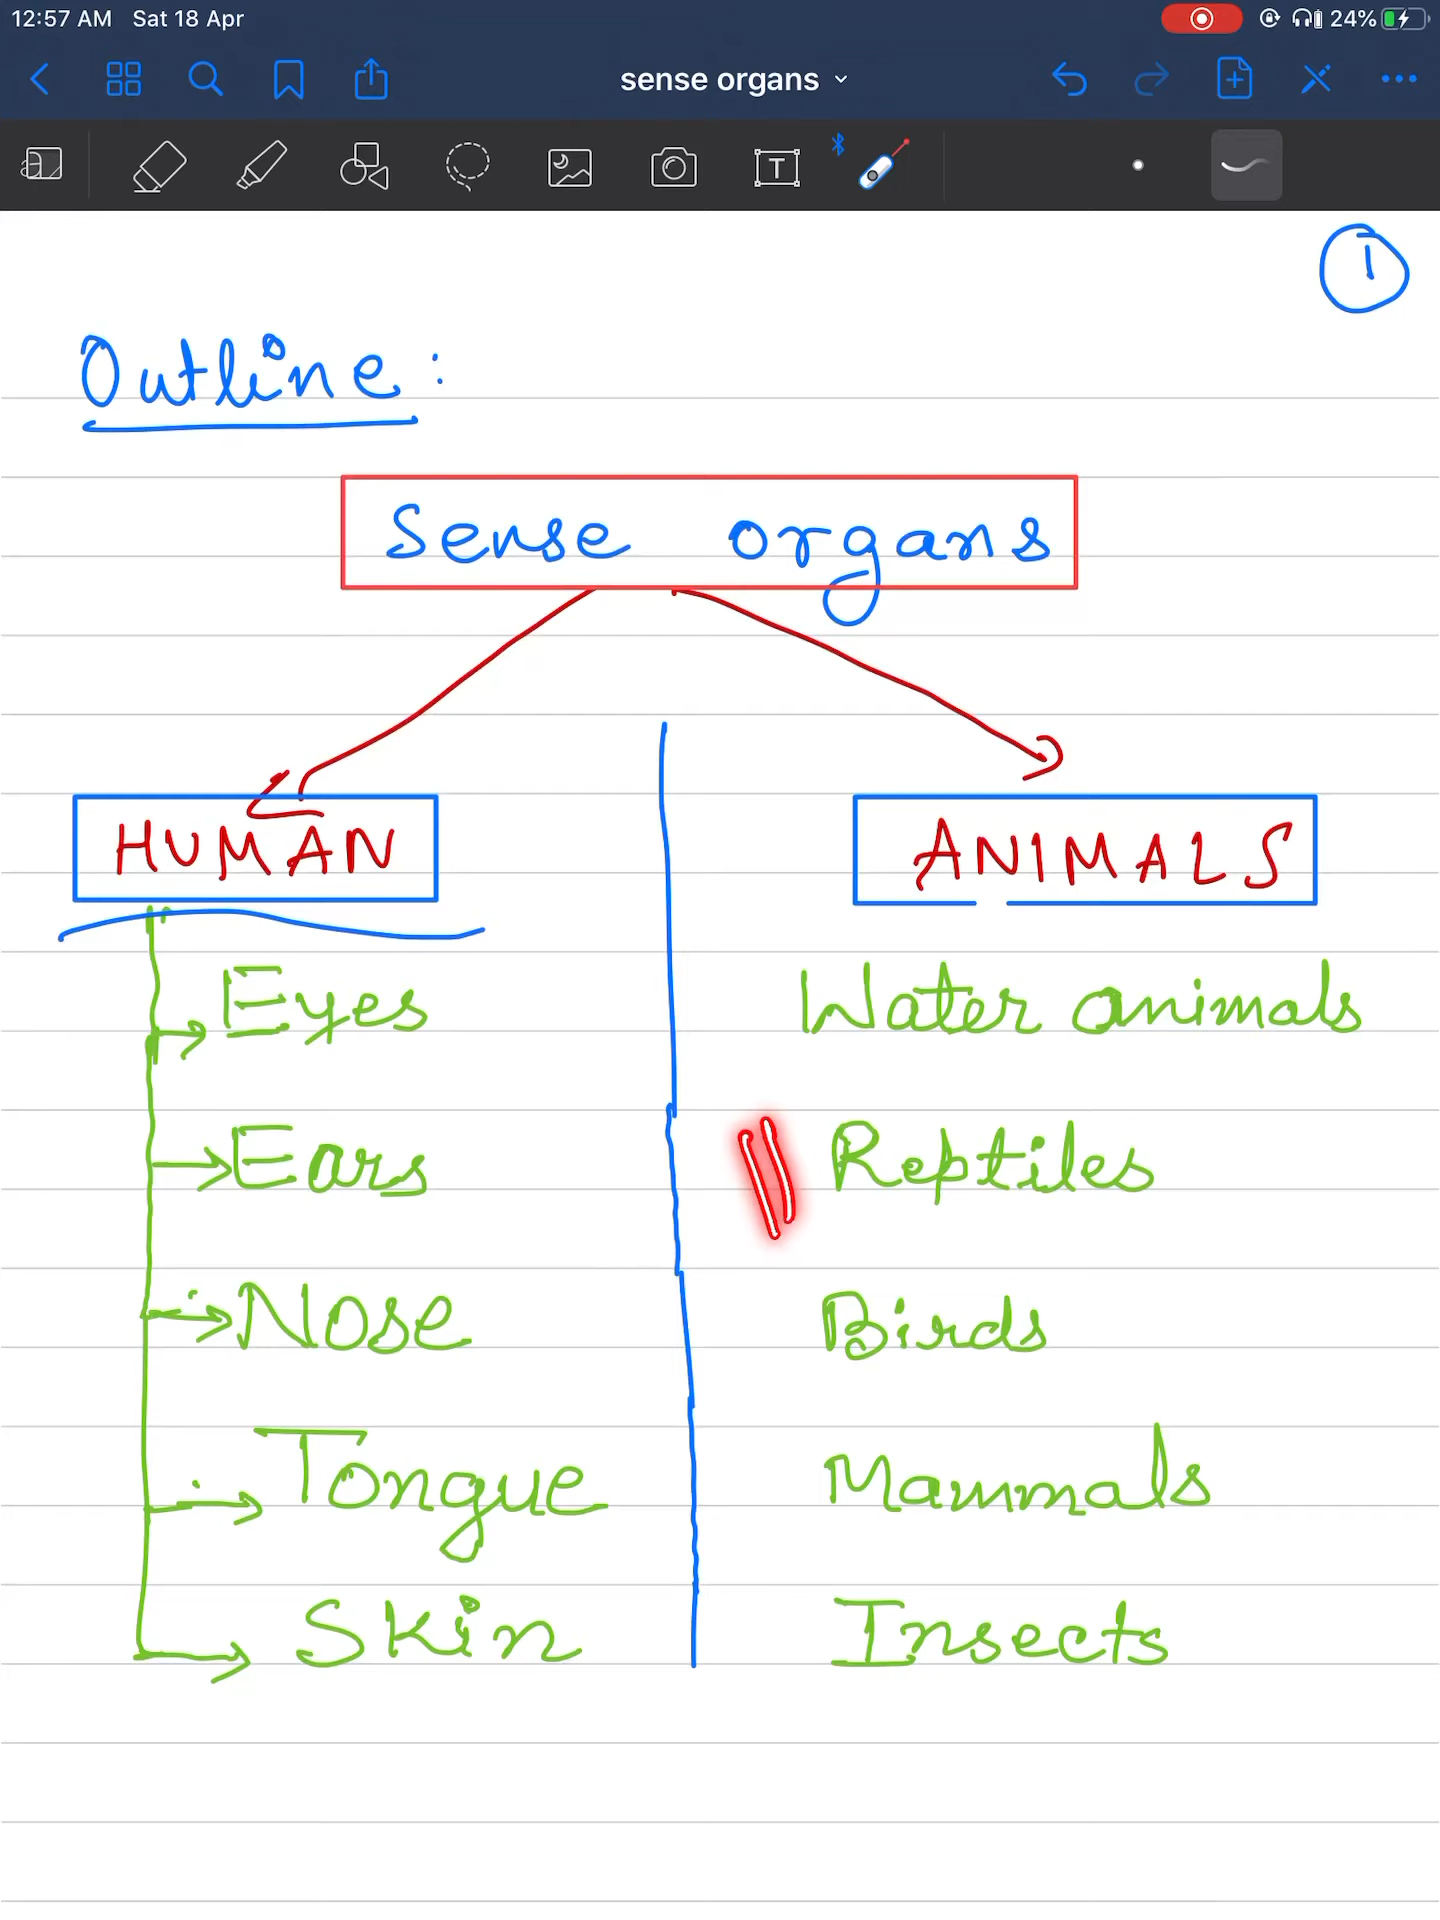 12:57 AM Sat 18 Apr 24%
sense organs
T
1
Outline:
Sense organs
HUMAN
ANIMALS
Eyes
Water animals
Ears
Reptiles
Nose
Birds
Tongue
Mammals
Skin
Insects